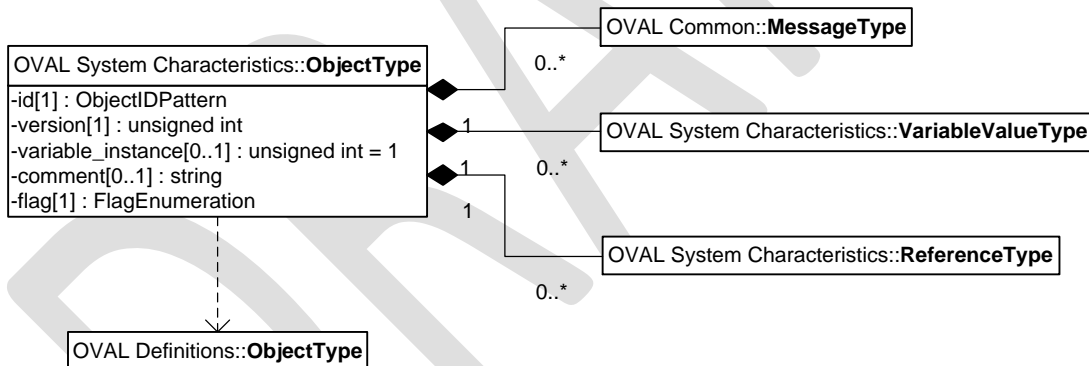 OVAL Common::MessageType
0..*
OVAL System Characteristics::ObjectType
-id[1] : ObjectIDPattern
-version[1] : unsigned int
-variable_instance[0..1] : unsigned int = 1
-comment[0..1] : string
-flag[1] : FlagEnumeration
1
OVAL System Characteristics::VariableValueType
0..*
1
1
OVAL System Characteristics::ReferenceType
0..*
OVAL Definitions::ObjectType
DRAFT